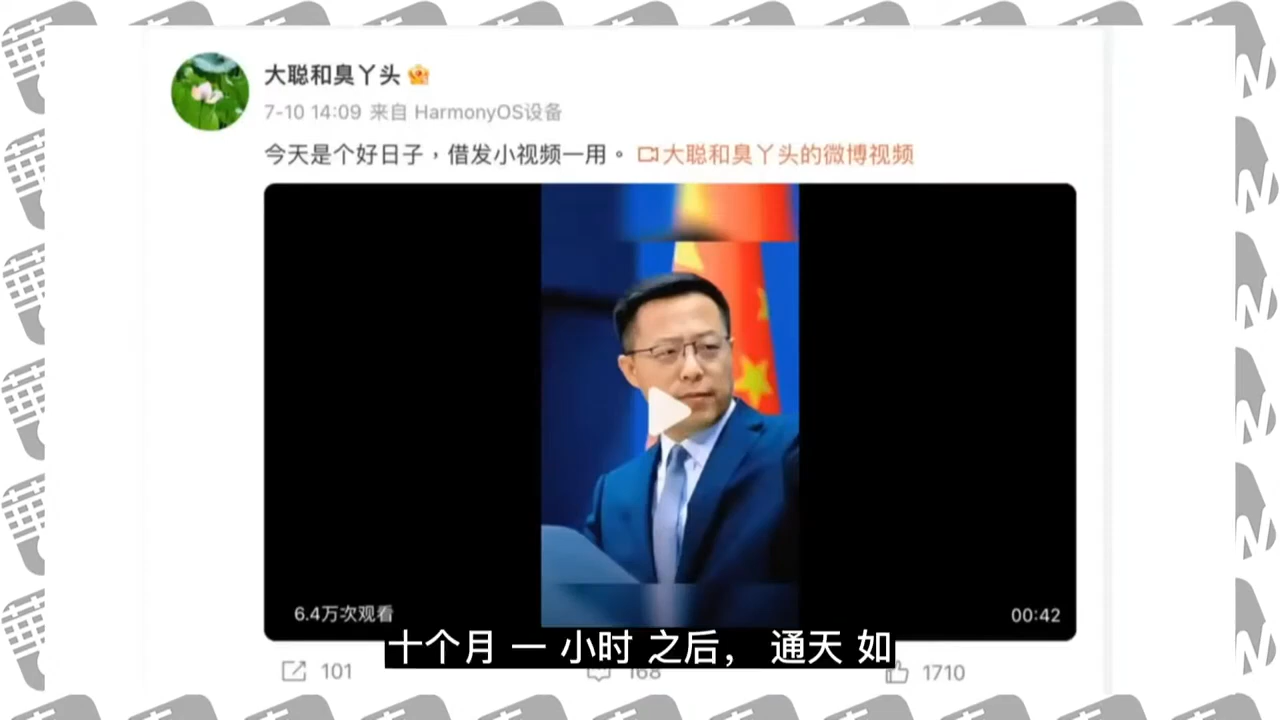 大聪和臭丫头
7-10 14:09 来自 HarmonyOS设备
今天是个好日子，借发小视频一用。 大聪和臭丫头的微博视频
6.4万次观看
00:42
十个月 一 小时 之后， 通天 如
101
168
1710